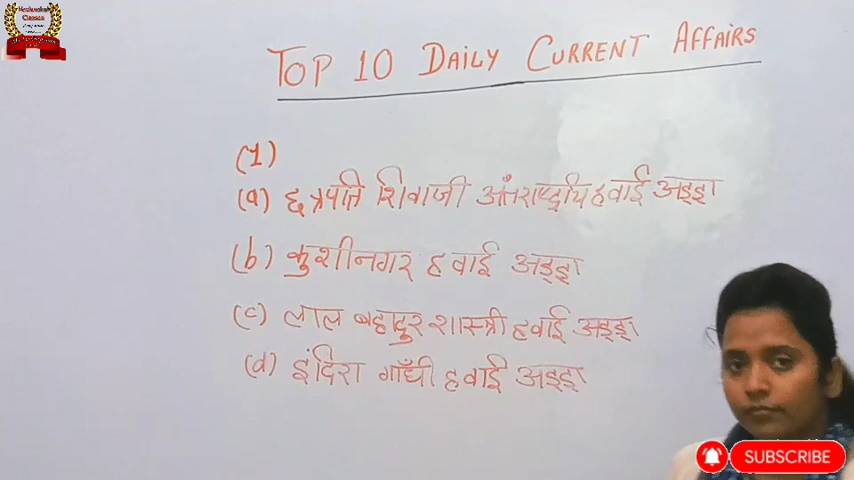 Classes
TOP 10 DAILY CURRENT AFFAIRS
(1)
(a) छत्रपति शिवाजी अंतराष्ट्रीय हवाई अड्डा
(b) कुशीनगर हवाई अड्डा
(c) लाल बहादुर शास्त्री हवाई अड्डा
(d) इंदिरा गाँधी हवाई अड्डा
SUBSCRIBE